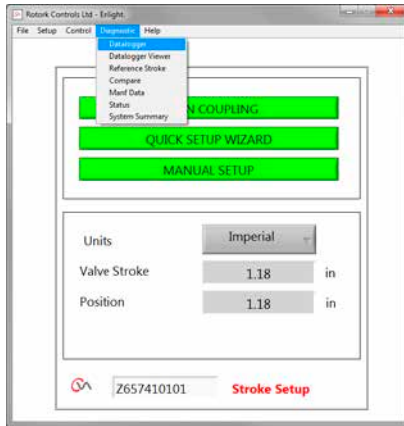 Rotork Controls Ltd - Enlight
File Setup Control Diagnostic Help
Datalogger
Datalogger Viewer
Reference Stroke
Compare
Manf Data
Status
System Summary
N COUPLING
QUICK SETUP WIZARD
MANUAL SETUP
Units Imperial
Valve Stroke 1.18 in
Position 1.18 in
Z657410101 Stroke Setup